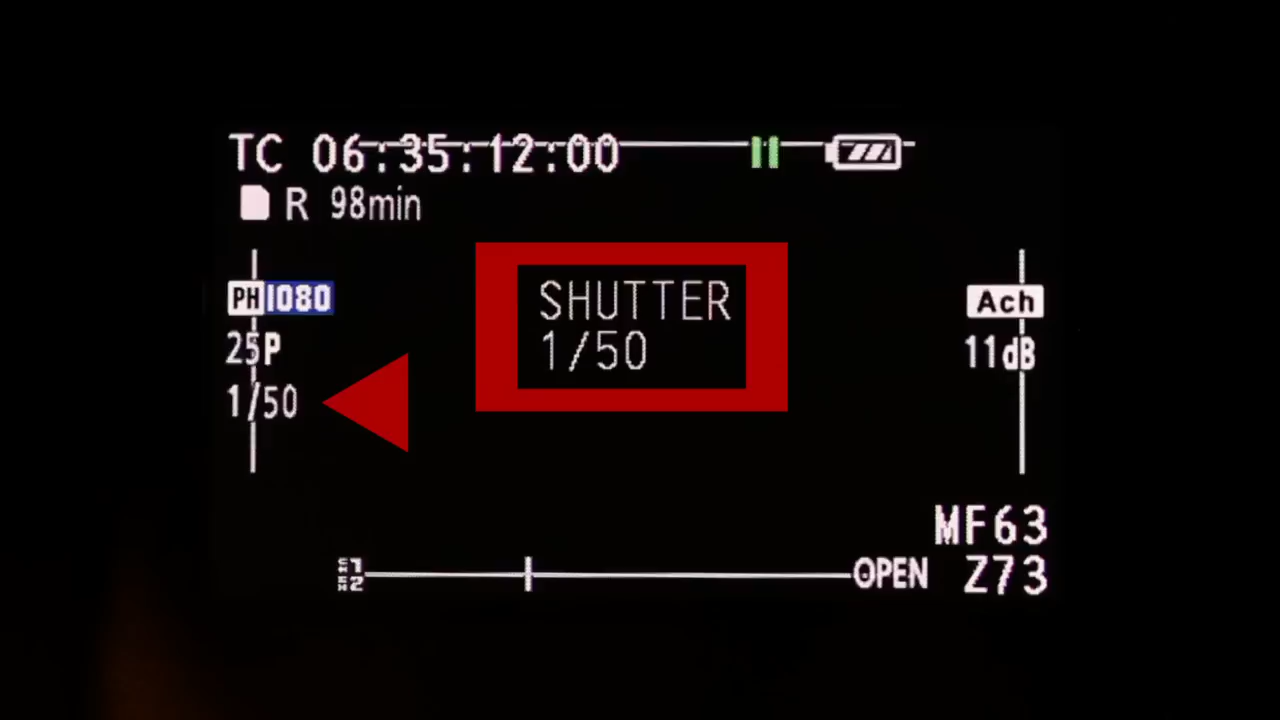 TC 06:35:12:00
R 98min
SHUTTER
1/50
PH 1080
25P
1/50
Ach
11dB
MF63
OPEN Z73